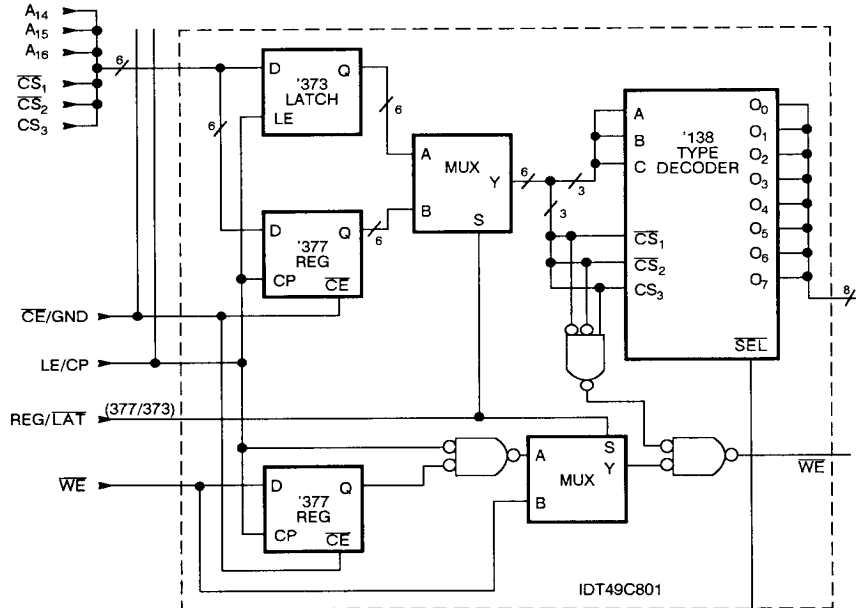 A14
A15
A16
CS1
CS2
CS3
6
6
D Q
'373
LATCH
LE
6
D Q
'377
REG
CP CE
6
A
MUX
Y
B
S
6
3
3
A
B
C
'138
TYPE
DECODER
CS1
CS2
CS3
SEL
O0
O1
O2
O3
O4
O5
O6
O7
8
CE/GND
LE/CP
REG/LAT (377/373)
WE
D Q
'377
REG
CP CE
A S
Y
MUX
B
WE
IDT49C801